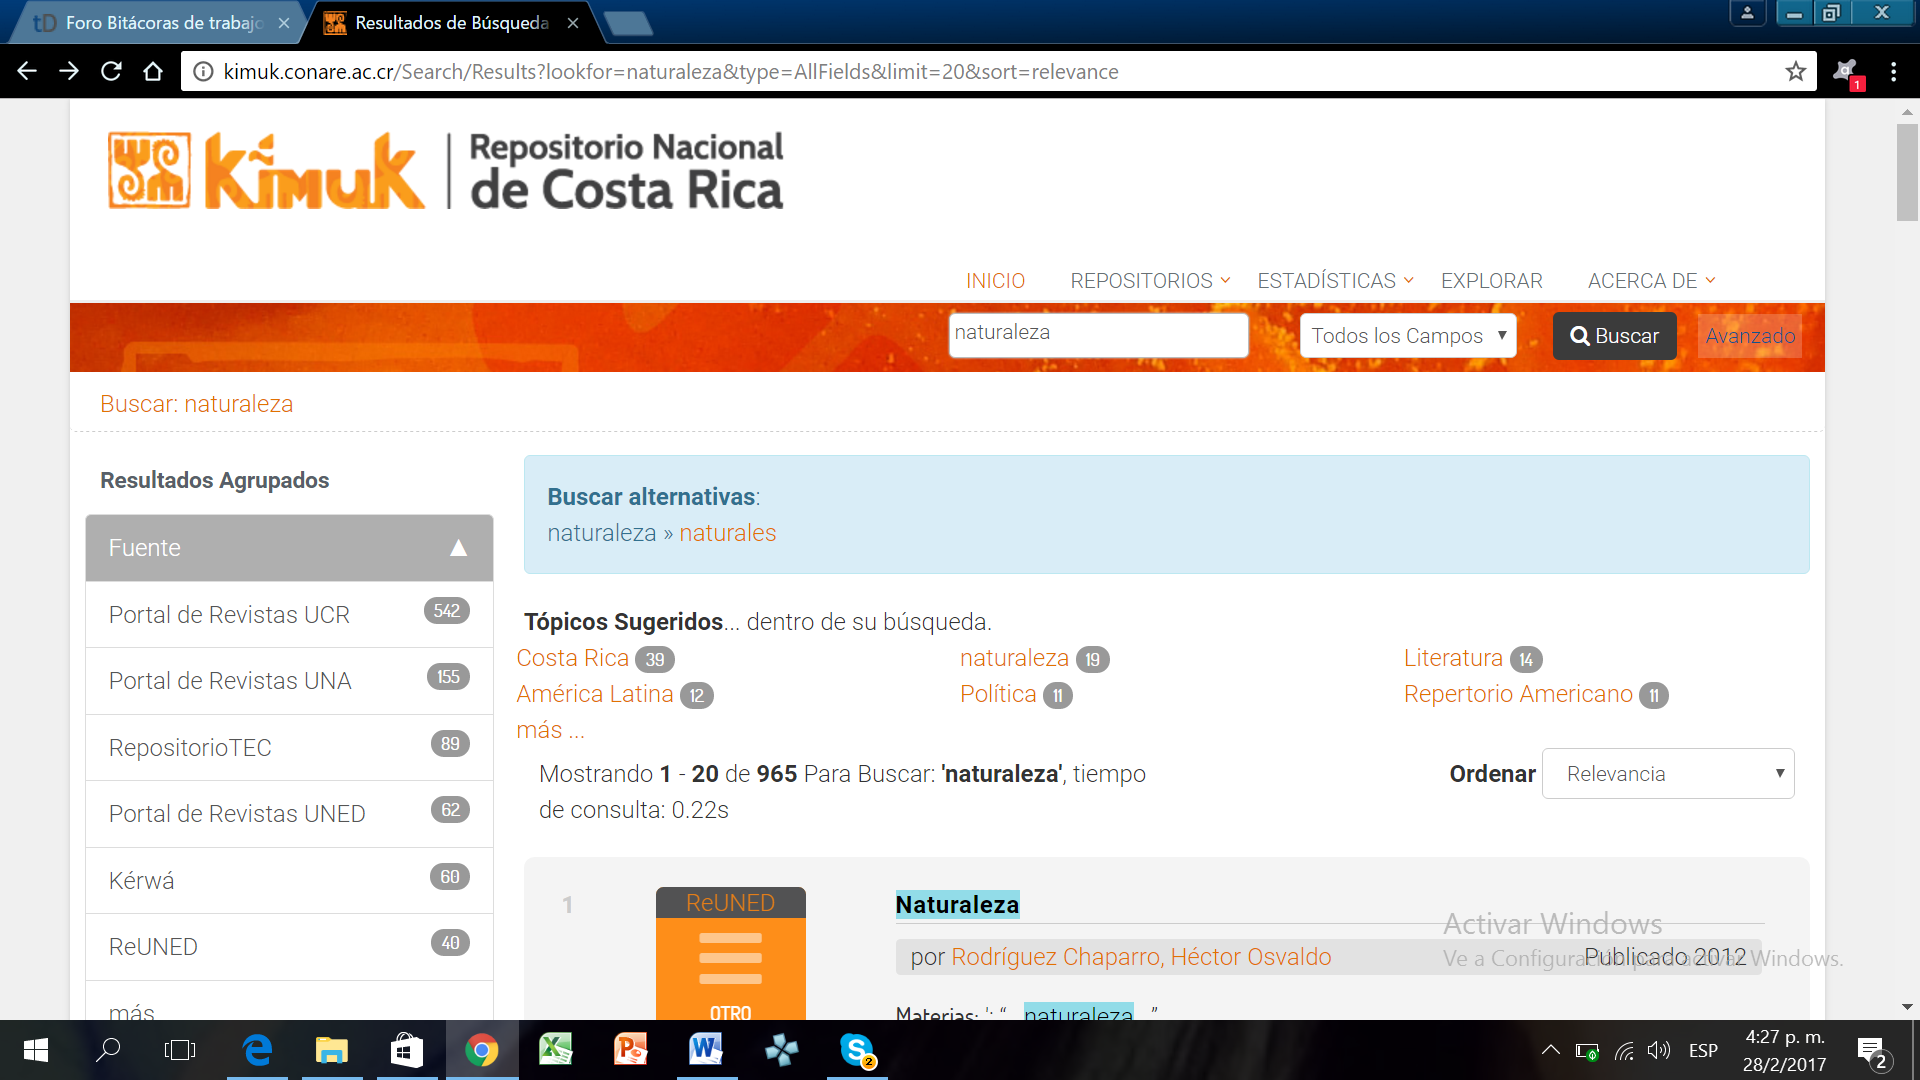 Foro Bitácoras de trabajo
Resultados de Búsqueda
kimuk.conare.ac.cr/Search/Results?lookfor=naturaleza&type=AllFields&limit=20&sort=relevance
1
Kímuk
Repositorio Nacional
de Costa Rica
INICIO REPOSITORIOS ESTADÍSTICAS EXPLORAR ACERCA DE
naturaleza Todos los Campos Buscar Avanzado
Buscar: naturaleza
Resultados Agrupados
Fuente
Portal de Revistas UCR 542
Portal de Revistas UNA 155
RepositorioTEC 89
Portal de Revistas UNED 62
Kérwá 60
ReUNED 40
más
Buscar alternativas:
naturaleza » naturales
Tópicos Sugeridos... dentro de su búsqueda.
Costa Rica 39 naturaleza 19 Literatura 14
América Latina 12 Política 11 Repertorio Americano 11
más ...
Mostrando 1 - 20 de 965 Para Buscar: 'naturaleza', tiempo
de consulta: 0.22s
Ordenar Relevancia
1
ReUNED
OTRO
Naturaleza
por Rodríguez Chaparro, Héctor Osvaldo Publicado 2012
Materias: '; “...naturaleza...”
Activar Windows
Ve a Configuración para activar Windows.
2
ESP
4:27 p. m.
28/2/2017
2